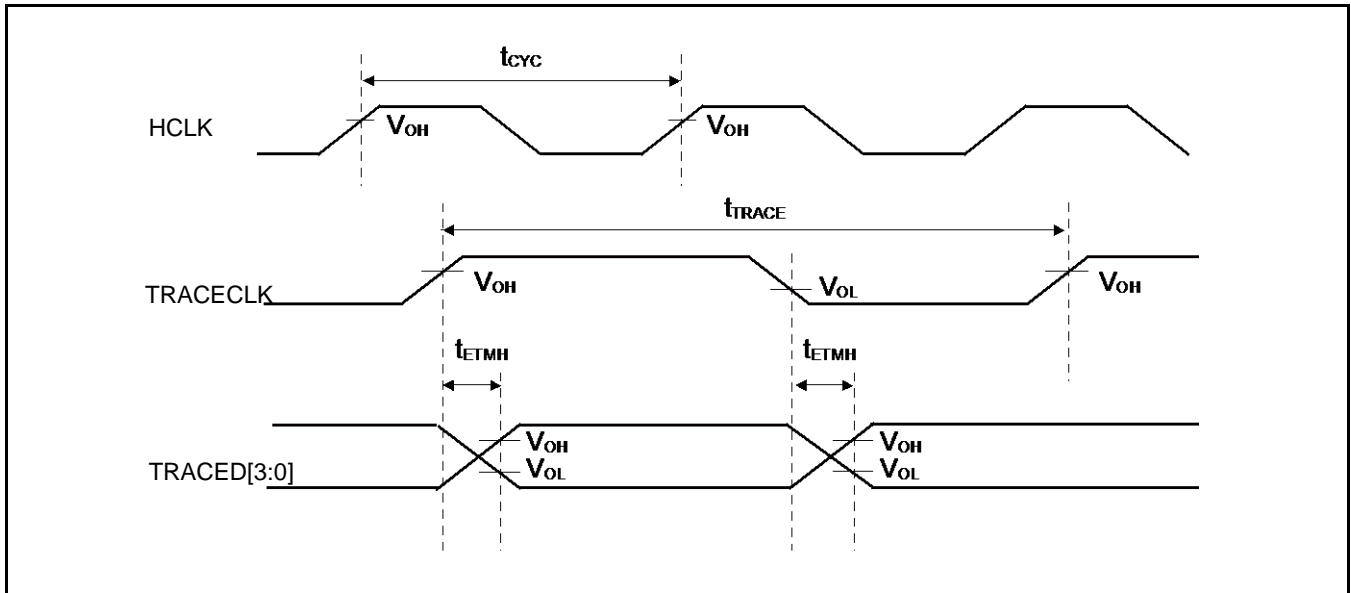 tCYC
HCLK
VOH
VOH
tTRACE
TRACECLK
VOH
VOL
VOH
tETMH
tETMH
TRACED[3:0]
VOH
VOL
VOH
VOL